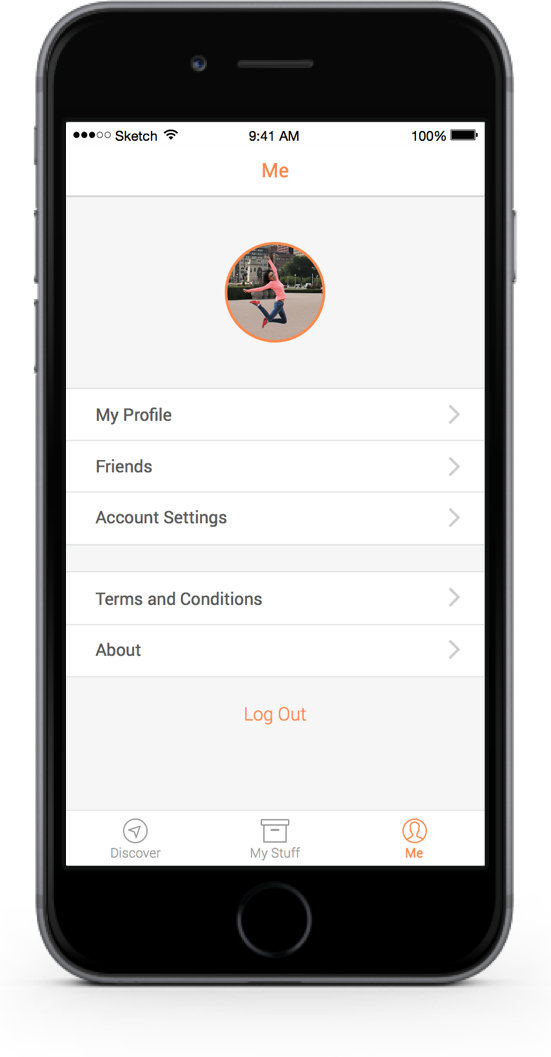 Sketch 9:41 AM 100%
Me
My Profile
Friends
Account Settings
Terms and Conditions
About
Log Out
Discover My Stuff Me